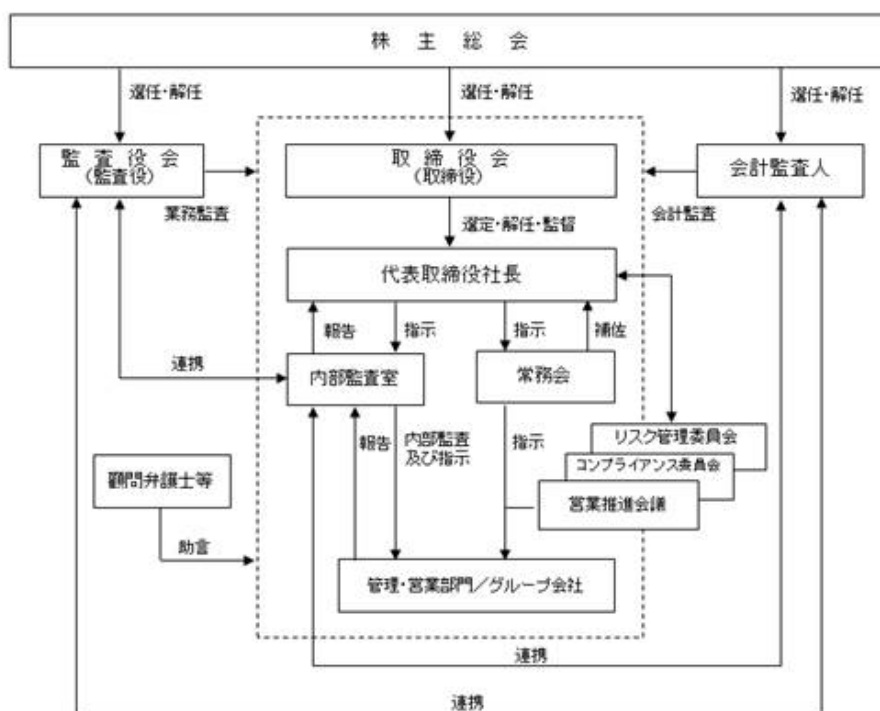 株主総会
選任・解任
選任・解任
選任・解任
監査役会
(監査役)
取締役会
(取締役)
会計監査人
業務監査
会計監査
選定・解任・監督
代表取締役社長
報告
指示
指示
補佐
連携
内部監査室
常務会
報告
内部監査
及び指示
指示
リスク管理委員会
コンプライアンス委員会
営業推進会議
顧問弁護士等
助言
管理・営業部門／グループ会社
連携
連携